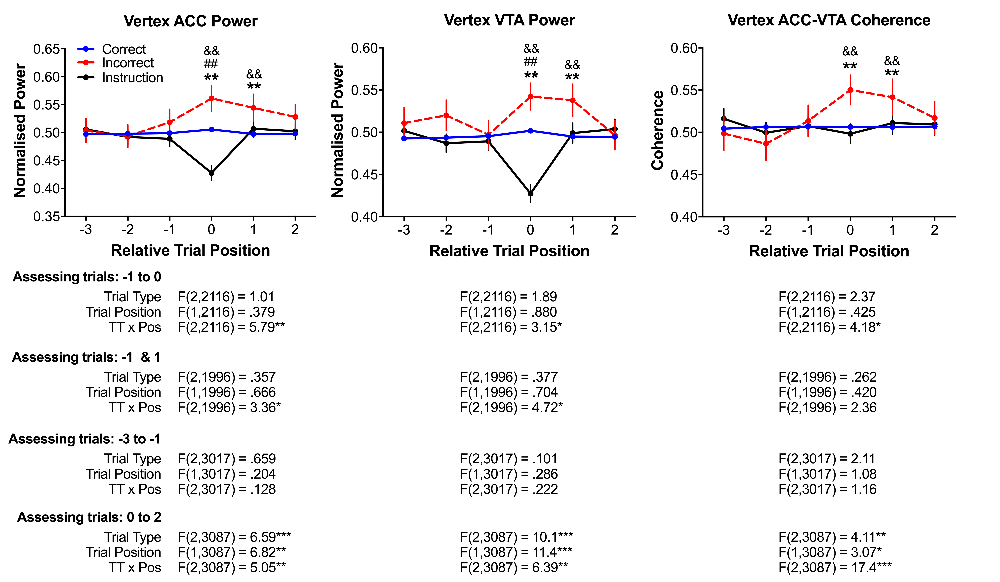 Vertex ACC Power
Normalised Power
0.65
0.60
0.55
0.50
0.45
0.40
0.35
Correct
Incorrect
Instruction
&&
##
**
&&
**
-3 -2 -1 0 1 2
Relative Trial Position
Vertex VTA Power
Normalised Power
0.60
0.55
0.50
0.45
0.40
&&
##
**
&&
**
-3 -2 -1 0 1 2
Relative Trial Position
Vertex ACC-VTA Coherence
Coherence
0.60
0.55
0.50
0.45
0.40
&&
**
&&
**
-3 -2 -1 0 1 2
Relative Trial Position
Assessing trials: -1 to 0
Trial Type F(2,2116) = 1.01 F(2,2116) = 1.89 F(2,2116) = 2.37
Trial Position F(1,2116) = .379 F(1,2116) = .880 F(1,2116) = .425
TT x Pos F(2,2116) = 5.79** F(2,2116) = 3.15* F(2,2116) = 4.18*
Assessing trials: -1 & 1
Trial Type F(2,1996) = .357 F(2,1996) = .377 F(2,1996) = .262
Trial Position F(1,1996) = .666 F(1,1996) = .704 F(1,1996) = .420
TT x Pos F(2,1996) = 3.36* F(2,1996) = 4.72* F(2,1996) = 2.36
Assessing trials: -3 to -1
Trial Type F(2,3017) = .659 F(2,3017) = .101 F(2,3017) = 2.11
Trial Position F(1,3017) = .204 F(1,3017) = .286 F(1,3017) = 1.08
TT x Pos F(2,3017) = .128 F(2,3017) = .222 F(2,3017) = 1.16
Assessing trials: 0 to 2
Trial Type F(2,3087) = 6.59*** F(2,3087) = 10.1*** F(2,3087) = 4.11**
Trial Position F(1,3087) = 6.82** F(1,3087) = 11.4*** F(1,3087) = 3.07*
TT x Pos F(2,3087) = 5.05** F(2,3087) = 6.39** F(2,3087) = 17.4***